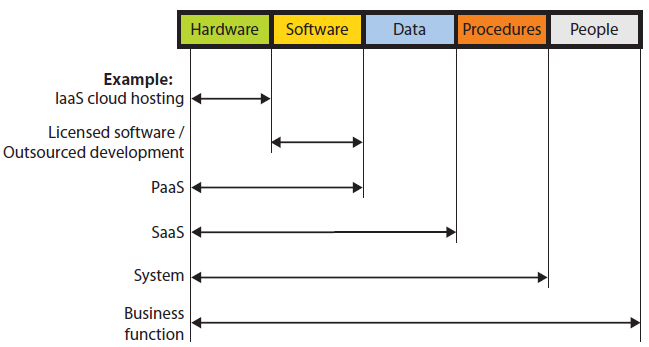 Hardware Software Data Procedures People
Example:
IaaS cloud hosting
Licensed software /
Outsourced development
PaaS
SaaS
System
Business
function